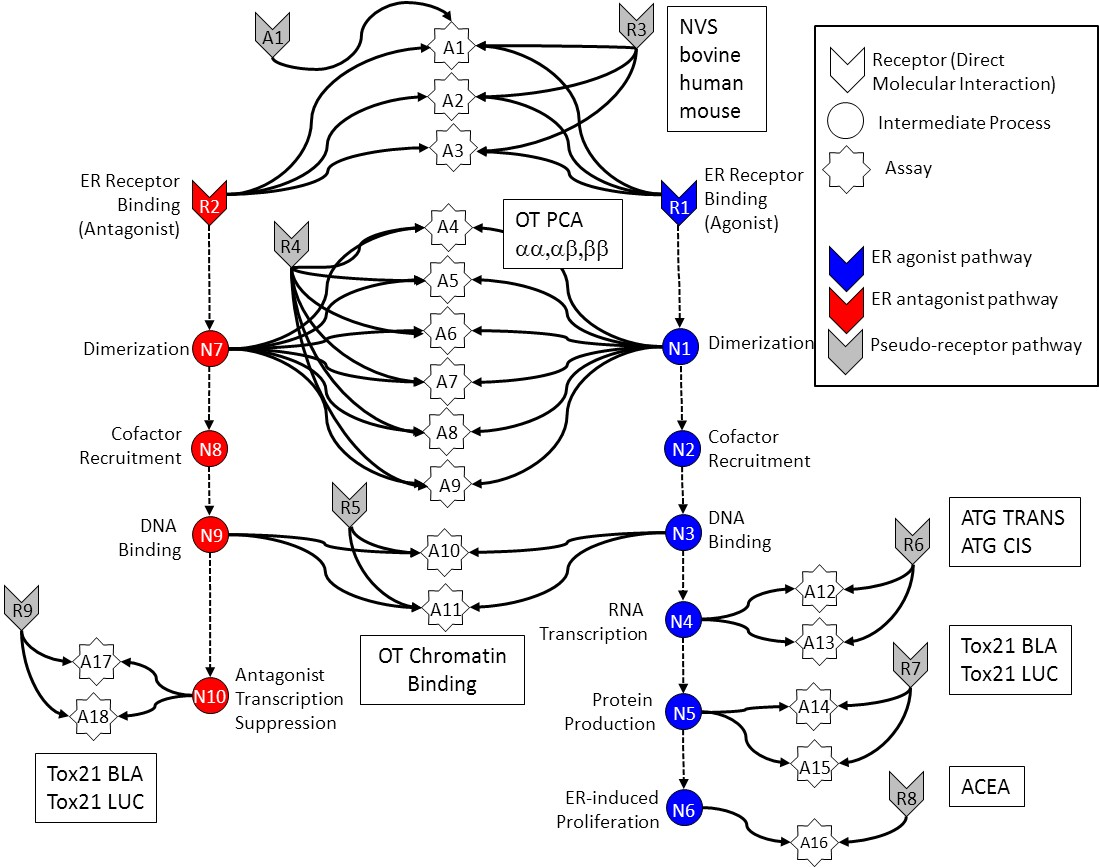 A1
R3
NVS
bovine
human
mouse
A1
A2
A3
Receptor (Direct
Molecular Interaction)
Intermediate Process
Assay
ER agonist pathway
ER antagonist pathway
Pseudo-receptor pathway
ER Receptor
Binding
(Antagonist)
R2
R1
ER Receptor
Binding
(Agonist)
R4
OT PCA
αα,αβ,ββ
A4
A5
A6
A7
A8
A9
Dimerization
N7
N1
Dimerization
Cofactor
Recruitment
N8
N2
Cofactor
Recruitment
R5
DNA
Binding
N9
N3
DNA
Binding
A10
A11
OT Chromatin
Binding
R6
ATG TRANS
ATG CIS
A12
A13
RNA
Transcription
N4
R9
A17
A18
N10
Antagonist
Transcription
Suppression
Tox21 BLA
Tox21 LUC
R7
Tox21 BLA
Tox21 LUC
Protein
Production
N5
A14
A15
R8
ACEA
ER-induced
Proliferation
N6
A16